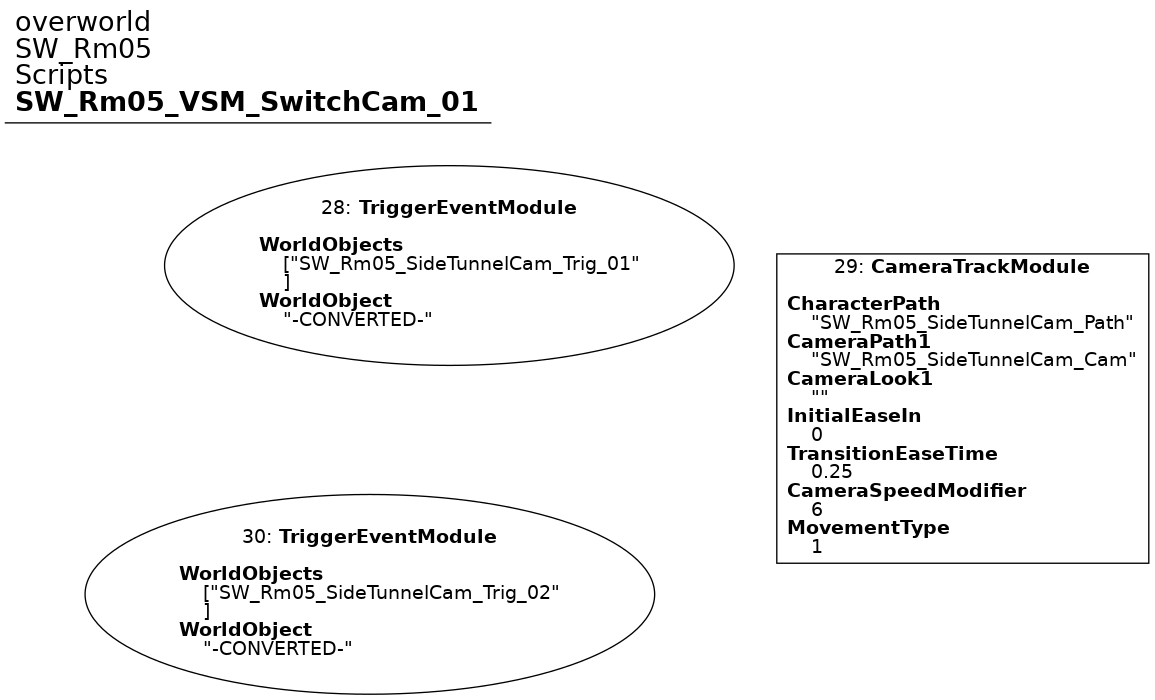 overworld
SW_Rm05
Scripts
SW_Rm05_VSM_SwitchCam_01
28: TriggerEventModule
WorldObjects
["SW_Rm05_SideTunnelCam_Trig_01"
]
WorldObject
"-CONVERTED-"
29: CameraTrackModule
CharacterPath
"SW_Rm05_SideTunnelCam_Path"
CameraPath1
"SW_Rm05_SideTunnelCam_Cam"
CameraLook1
""
InitialEaseIn
0
TransitionEaseTime
0.25
CameraSpeedModifier
6
MovementType
1
30: TriggerEventModule
WorldObjects
["SW_Rm05_SideTunnelCam_Trig_02"
]
WorldObject
"-CONVERTED-"